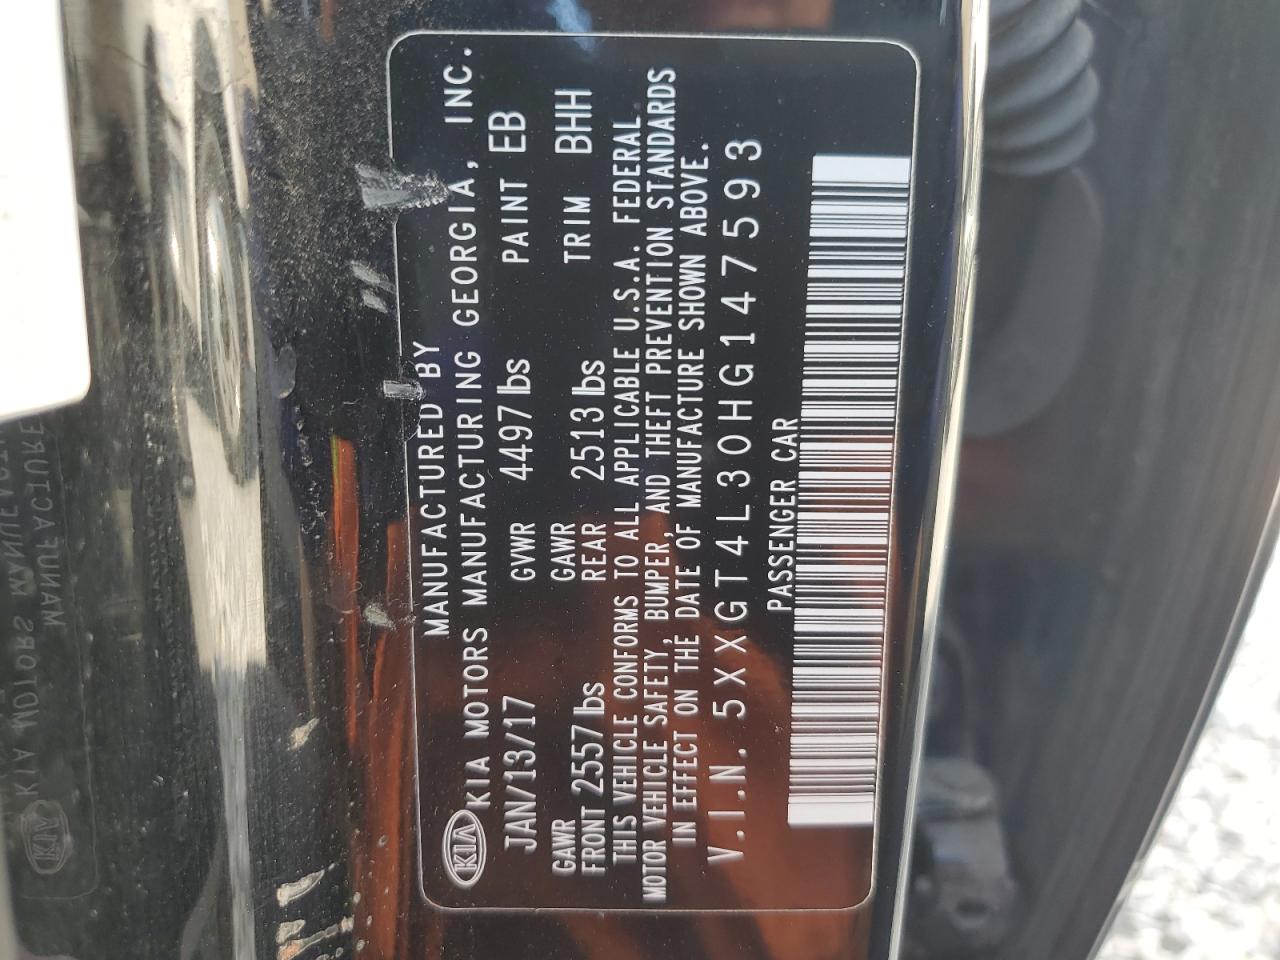 MANUFACTURED BY
KIA KIA MOTORS MANUFACTURING GEORGIA, INC.
JAN/13/17 GVWR 4497 lbs PAINT EB
GAWR FRONT 2557 lbs GAWR REAR 2513 lbs TRIM BHH
THIS VEHICLE CONFORMS TO ALL APPLICABLE U.S.A. FEDERAL
MOTOR VEHICLE SAFETY, BUMPER, AND THEFT PREVENTION STANDARDS
IN EFFECT ON THE DATE OF MANUFACTURE SHOWN ABOVE.
V.I.N. 5XXGT4L30HG147593
PASSENGER CAR